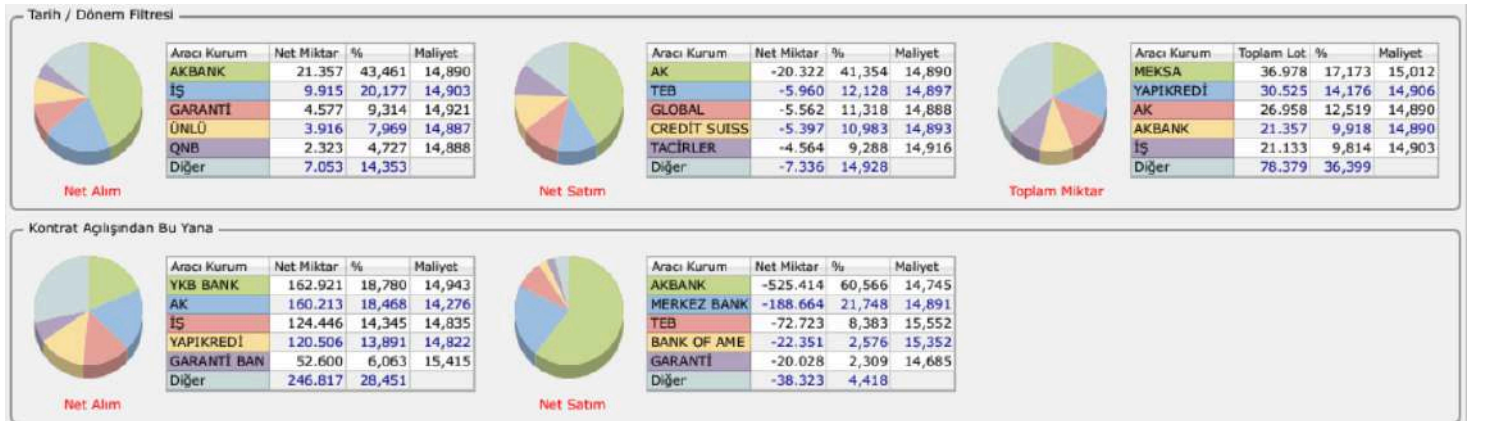 Tarih / Dönem Filtresi
Aracı Kurum Net Miktar % Maliyet
AKBANK 21.357 43,461 14,890
İŞ 9.915 20,177 14,903
GARANTİ 4.577 9,314 14,921
ÜNLÜ 3.916 7,969 14,887
QNB 2.323 4,727 14,888
Diğer 7.053 14,353
Net Alım
Aracı Kurum Net Miktar % Maliyet
AK -20.322 41,354 14,890
TEB -5.960 12,128 14,897
GLOBAL -5.562 11,318 14,888
CREDİT SUISS -5.397 10,983 14,893
TACİRLER -4.564 9,288 14,916
Diğer -7.336 14,928
Net Satım
Aracı Kurum Toplam Lot % Maliyet
MEKSA 36.978 17,173 15,012
YAPIKREDİ 30.525 14,176 14,906
AK 26.958 12,519 14,890
AKBANK 21.357 9,918 14,890
İŞ 21.133 9,814 14,903
Diğer 78.379 36,399
Toplam Miktar
Kontrat Açılışından Bu Yana
Aracı Kurum Net Miktar % Maliyet
YKB BANK 162.921 18,780 14,943
AK 160.213 18,468 14,276
İŞ 124.446 14,345 14,835
YAPIKREDİ 120.506 13,891 14,822
GARANTİ BAN 52.600 6,063 15,415
Diğer 246.817 28,451
Net Alım
Aracı Kurum Net Miktar % Maliyet
AKBANK -525.414 60,566 14,745
MERKEZ BANK -188.664 21,748 14,891
TEB -72.723 8,383 15,552
BANK OF AME -22.351 2,576 15,352
GARANTİ -20.028 2,309 14,685
Diğer -38.323 4,418
Net Satım